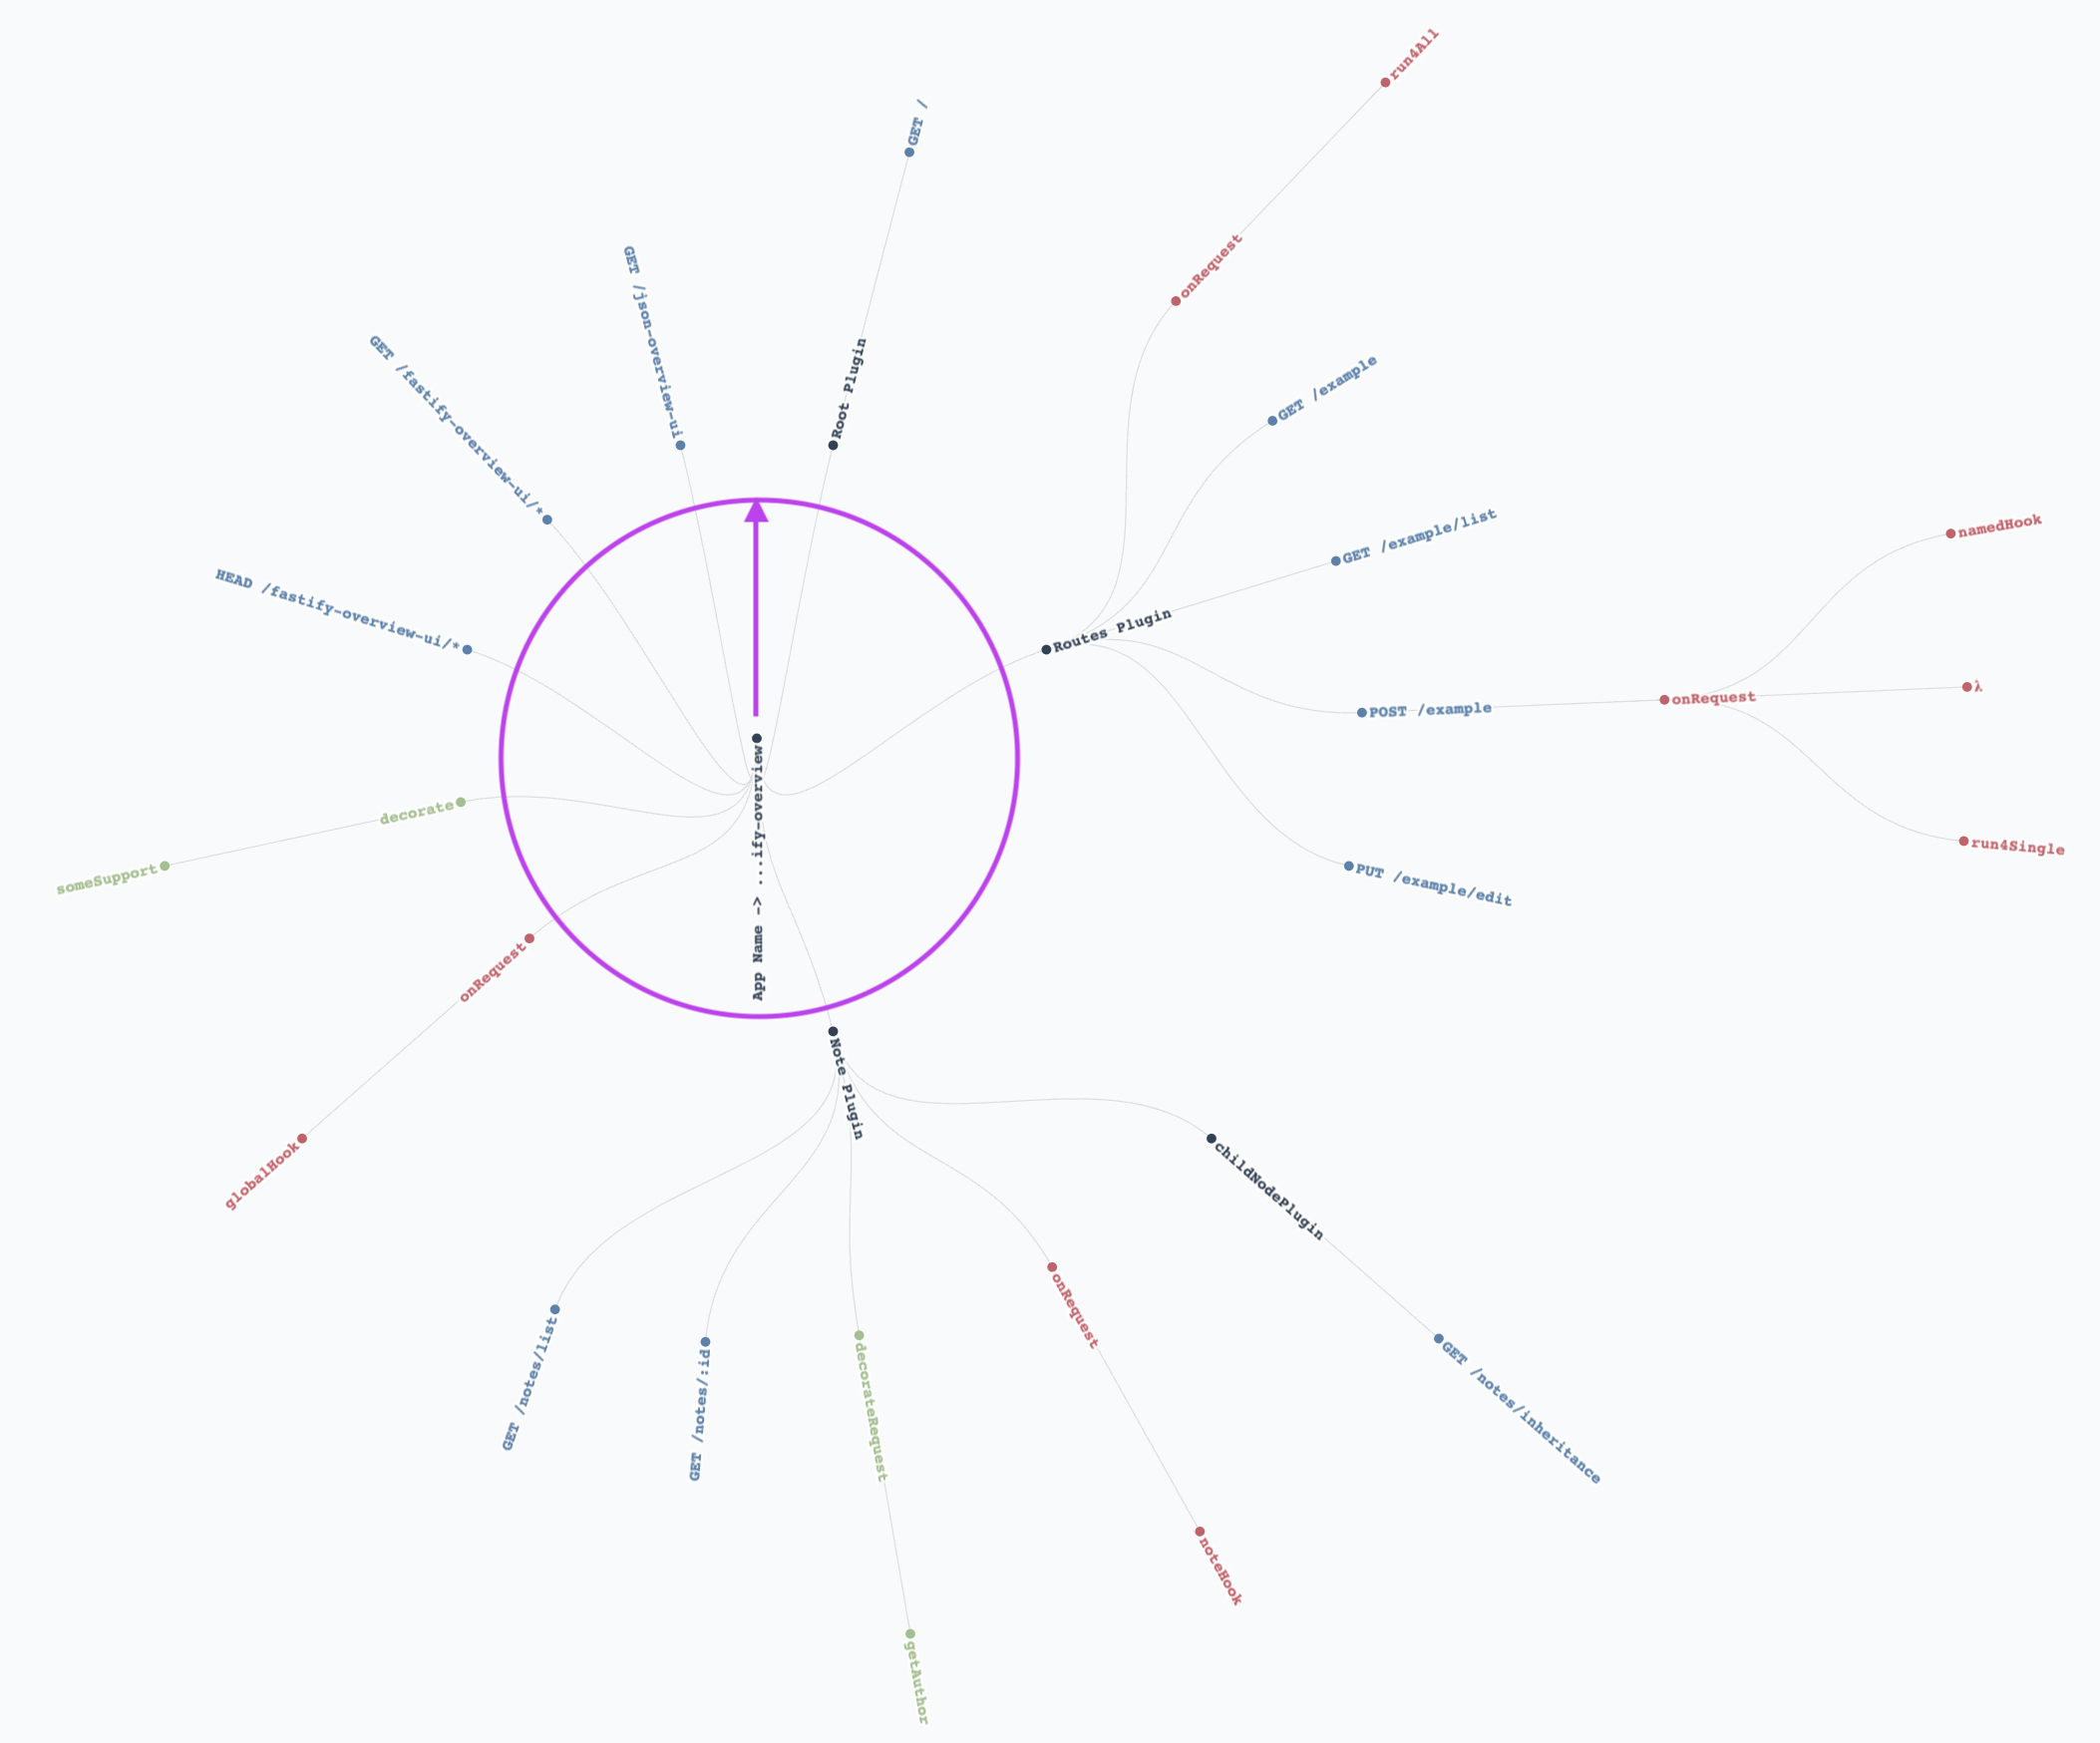 run4All
GET /
onRequest
GET /json-overview-ui
GET /fastify-overview-ui/*
Root Plugin
GET /example
GET /example/list
namedHook
HEAD /fastify-overview-ui/*
Routes Plugin
λ
onRequest
POST /example
decorate
someSupport
App Name -> ...ify-overview
run4Single
PUT /example/edit
onRequest
Note Plugin
globalHook
childNodePlugin
onRequest
GET /notes/list
GET /notes/:id
decorateRequest
GET /notes/inheritance
noteHook
getAuthor